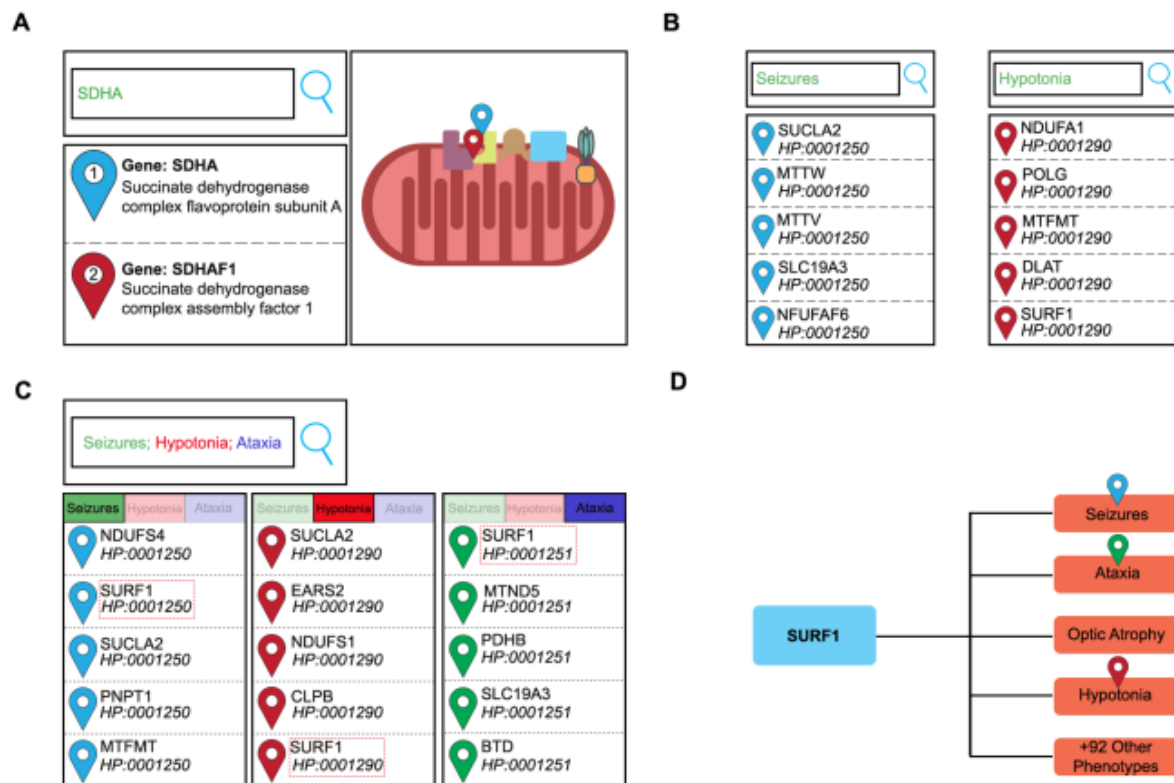 A
SDHA
1
Gene: SDHA
Succinate dehydrogenase
complex flavoprotein subunit A
2
Gene: SDHAF1
Succinate dehydrogenase
complex assembly factor 1
B
Seizures
SUCLA2
HP:0001250
MTTW
HP:0001250
MTTV
HP:0001250
SLC19A3
HP:0001250
NFUFAF6
HP:0001250
Hypotonia
NDUFA1
HP:0001290
POLG
HP:0001290
MTFMT
HP:0001290
DLAT
HP:0001290
SURF1
HP:0001290
C
Seizures; Hypotonia; Ataxia
Seizures Hypotonia Ataxia
NDUFS4
HP:0001250
SURF1
HP:0001250
SUCLA2
HP:0001250
PNPT1
HP:0001250
MTFMT
HP:0001250
Seizures Hypotonia Ataxia
SUCLA2
HP:0001290
EARS2
HP:0001290
NDUFS1
HP:0001290
CLPB
HP:0001290
SURF1
HP:0001290
Seizures Hypotonia Ataxia
SURF1
HP:0001251
MTND5
HP:0001251
PDHB
HP:0001251
SLC19A3
HP:0001251
BTD
HP:0001251
D
SURF1
Seizures
Ataxia
Optic Atrophy
Hypotonia
+92 Other
Phenotypes